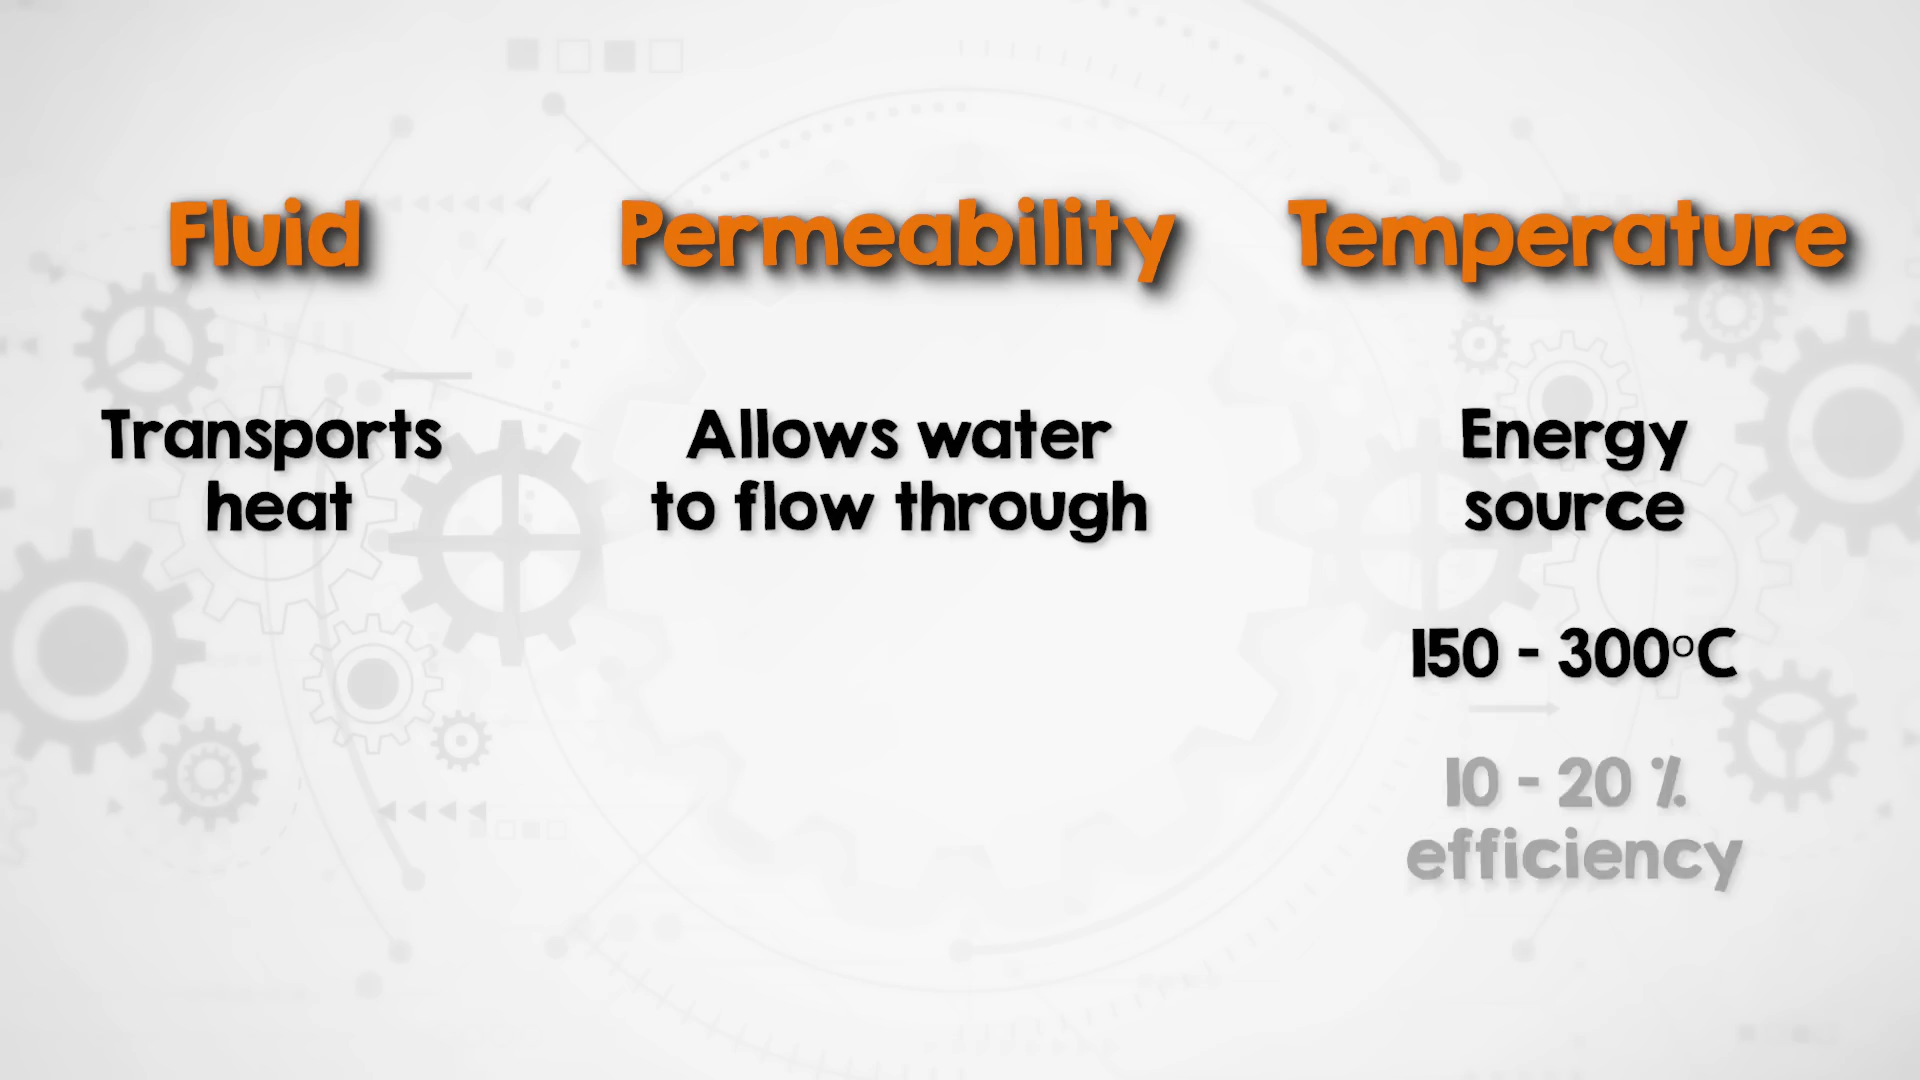 Fluid
Permeability
Temperature
Transports
heat
Allows water
to flow through
Energy
source
150 - 300°C
10 - 20 %
efficiency